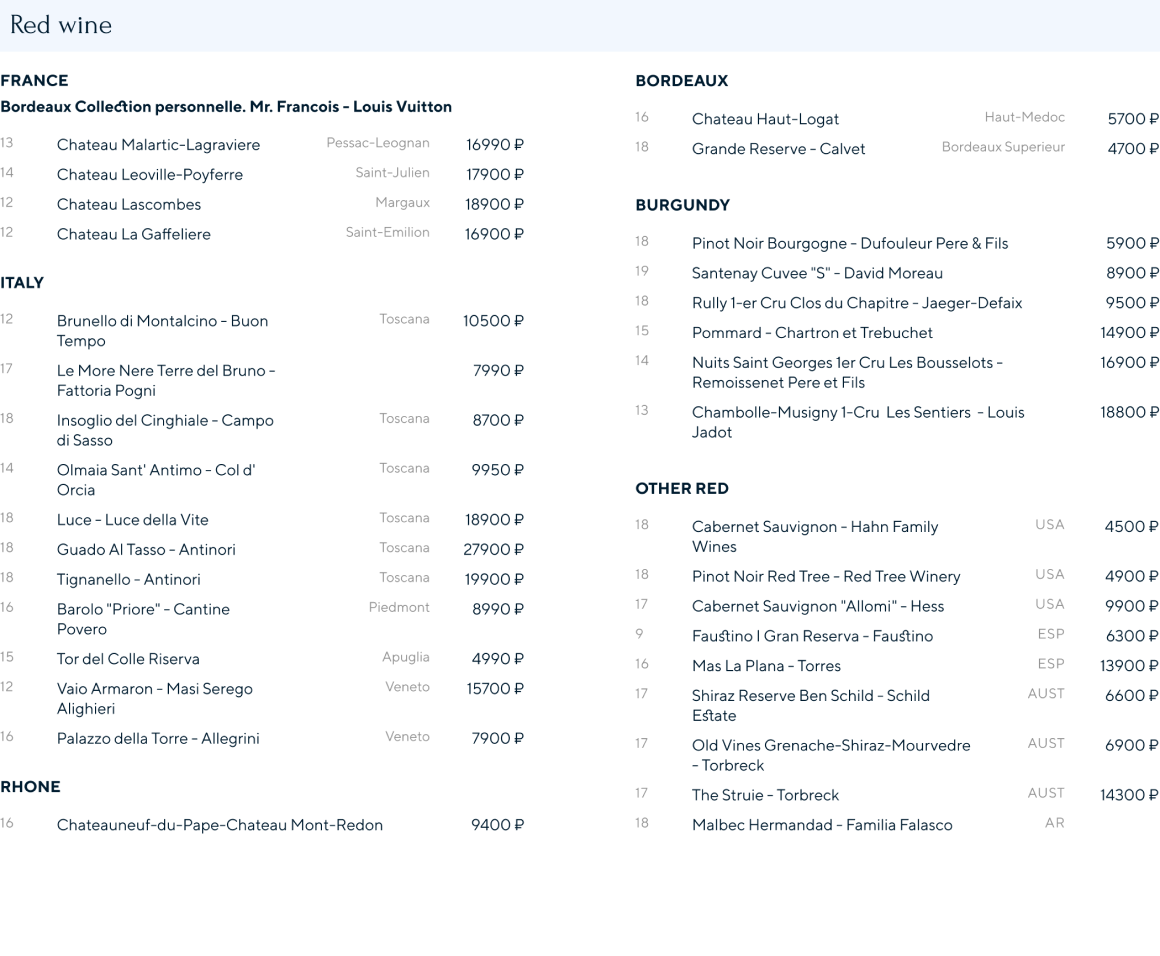 Red wine
FRANCE
Bordeaux Collection personnelle. Mr. Francois - Louis Vuitton
13 Chateau Malartic-Lagraviere Pessac-Leognan 16990 ₽
14 Chateau Leoville-Poyferre Saint-Julien 17900 ₽
12 Chateau Lascombes Margaux 18900 ₽
12 Chateau La Gaffeliere Saint-Emilion 16900 ₽
ITALY
12 Brunello di Montalcino - Buon Toscana 10500 ₽
Tempo
17 Le More Nere Terre del Bruno - 7990 ₽
Fattoria Pogni
18 Insoglio del Cinghiale - Campo Toscana 8700 ₽
di Sasso
14 Olmaia Sant' Antimo - Col d' Toscana 9950 ₽
Orcia
18 Luce - Luce della Vite Toscana 18900 ₽
18 Guado Al Tasso - Antinori Toscana 27900 ₽
18 Tignanello - Antinori Toscana 19900 ₽
16 Barolo "Priore" - Cantine Piedmont 8990 ₽
Povero
15 Tor del Colle Riserva Apuglia 4990 ₽
12 Vaio Armaron - Masi Serego Veneto 15700 ₽
Alighieri
16 Palazzo della Torre - Allegrini Veneto 7900 ₽
RHONE
16 Chateauneuf-du-Pape-Chateau Mont-Redon 9400 ₽
BORDEAUX
16 Chateau Haut-Logat Haut-Medoc 5700 ₽
18 Grande Reserve - Calvet Bordeaux Superieur 4700 ₽
BURGUNDY
18 Pinot Noir Bourgogne - Dufouleur Pere & Fils 5900 ₽
19 Santenay Cuvee "S" - David Moreau 8900 ₽
18 Rully 1-er Cru Clos du Chapitre - Jaeger-Defaix 9500 ₽
15 Pommard - Chartron et Trebuchet 14900 ₽
14 Nuits Saint Georges 1er Cru Les Bousselots - 16900 ₽
Remoissenet Pere et Fils
13 Chambolle-Musigny 1-Cru Les Sentiers - Louis 18800 ₽
Jadot
OTHER RED
18 Cabernet Sauvignon - Hahn Family USA 4500 ₽
Wines
18 Pinot Noir Red Tree - Red Tree Winery USA 4900 ₽
17 Cabernet Sauvignon "Allomi" - Hess USA 9900 ₽
9 Faustino I Gran Reserva - Faustino ESP 6300 ₽
16 Mas La Plana - Torres ESP 13900 ₽
17 Shiraz Reserve Ben Schild - Schild AUST 6600 ₽
Estate
17 Old Vines Grenache-Shiraz-Mourvedre AUST 6900 ₽
- Torbreck
17 The Struie - Torbreck AUST 14300 ₽
18 Malbec Hermandad - Familia Falasco AR